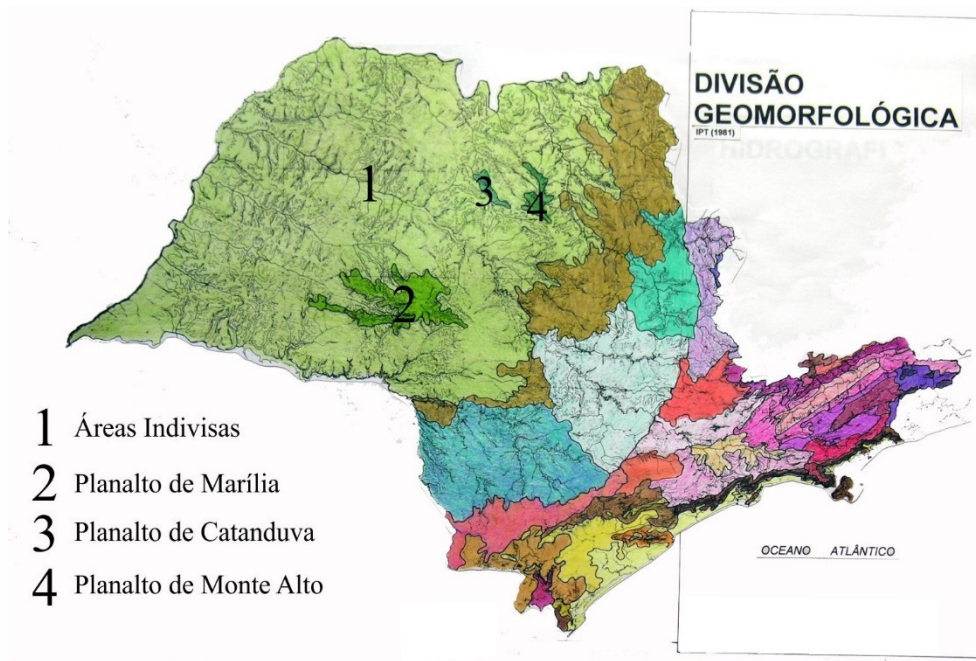 DIVISÃO
GEOMORFOLÓGICA
IPT (1981)
HIDROGRÁFI
1
3
4
2
1 Áreas Indivisas
2 Planalto de Marília
3 Planalto de Catanduva
4 Planalto de Monte Alto
OCEANO ATLÂNTICO